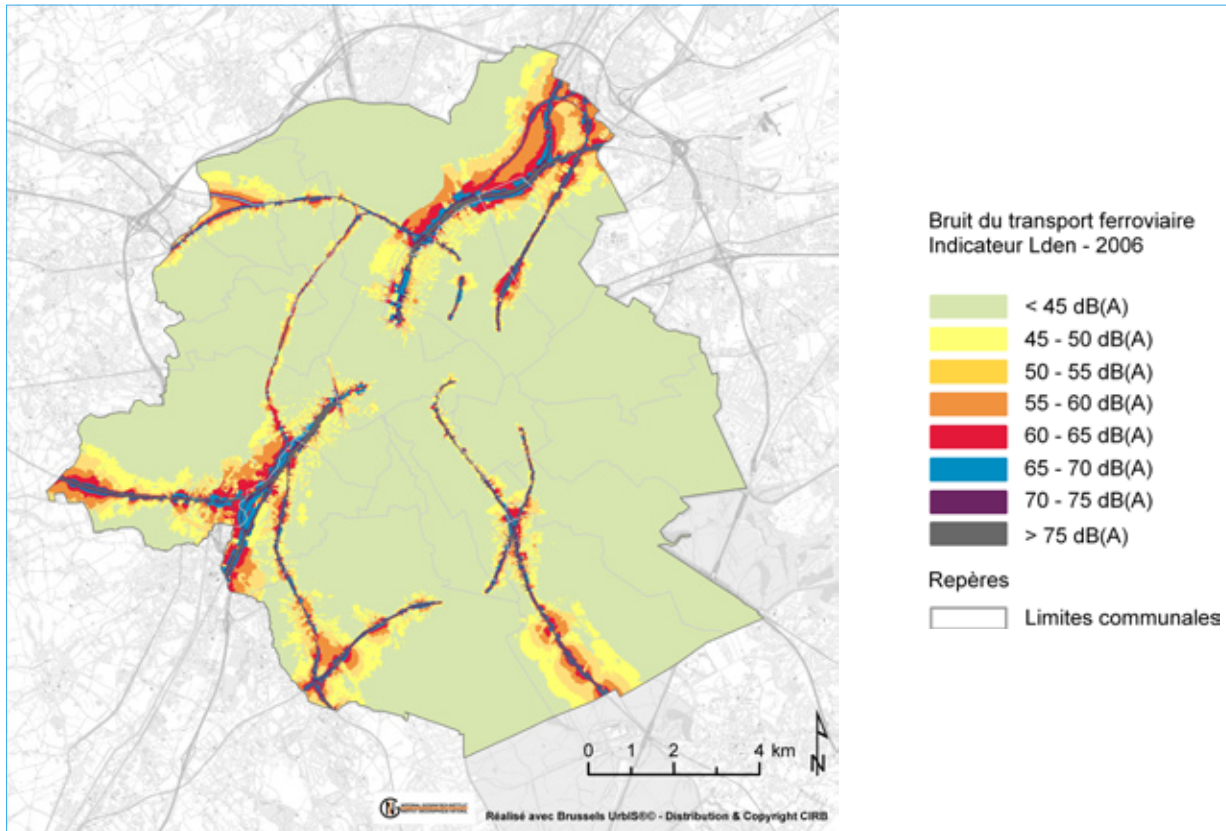 Bruit du transport ferroviaire
Indicateur Lden - 2006
< 45 dB(A)
45 - 50 dB(A)
50 - 55 dB(A)
55 - 60 dB(A)
60 - 65 dB(A)
65 - 70 dB(A)
70 - 75 dB(A)
> 75 dB(A)
Repères
Limites communales
0 1 2 4 km
N
Réalisé avec Brussels UrbIS®© - Distribution & Copyright CIRB